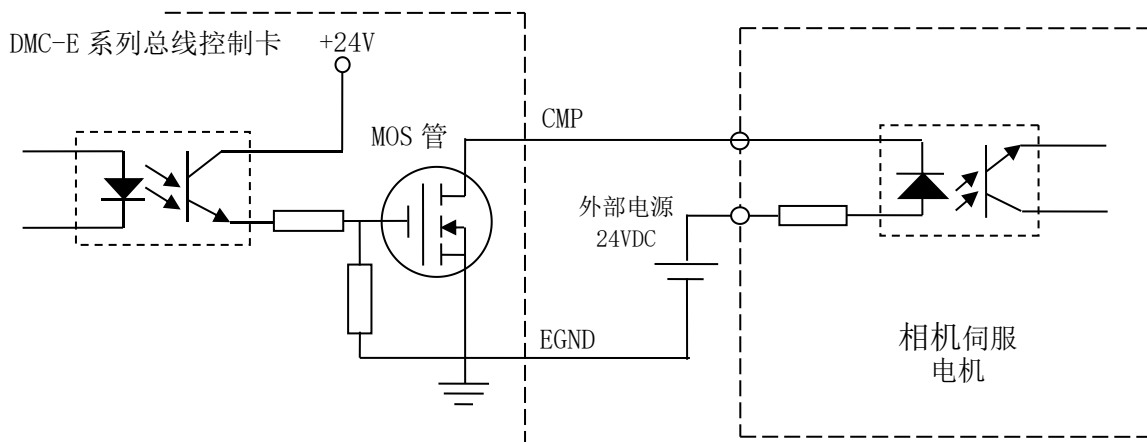 DMC-E 系列总线控制卡
+24V
MOS 管
CMP
外部电源
24VDC
EGND
相机伺服
电机